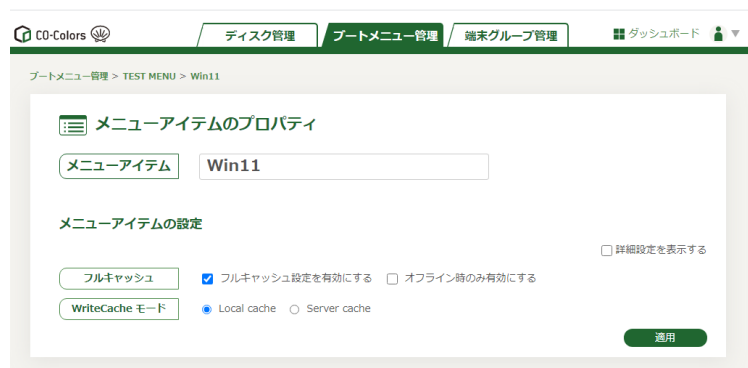 CO-Colors
ディスク管理 ブートメニュー管理 端末グループ管理 ダッシュボード ▼
ブートメニュー管理 > TEST MENU > Win11
メニューアイテムのプロパティ
メニューアイテム Win11
メニューアイテムの設定
詳細設定を表示する
フルキャッシュ フルキャッシュ設定を有効にする オフライン時のみ有効にする
WriteCache モード Local cache Server cache
適用